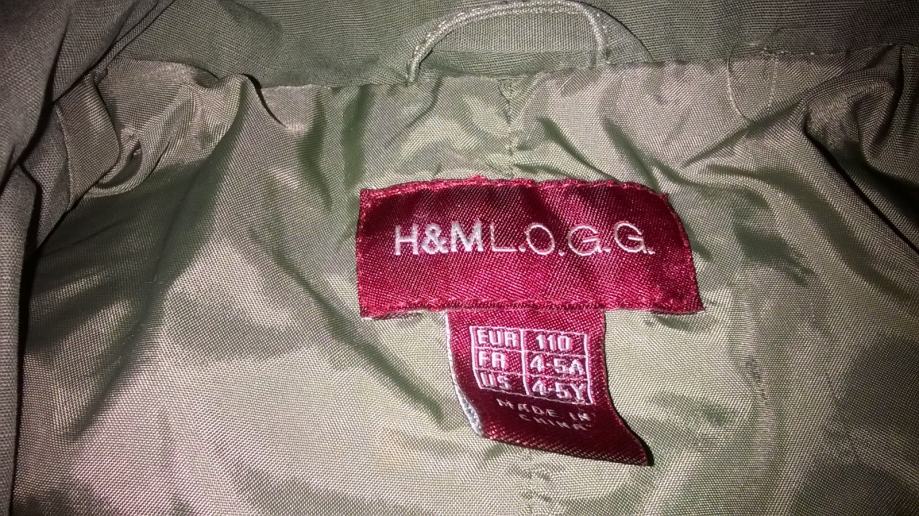 H&M L.O.G.G.
EUR 110
FR 4-5A
US 4-5Y
MADE IN
CHINA